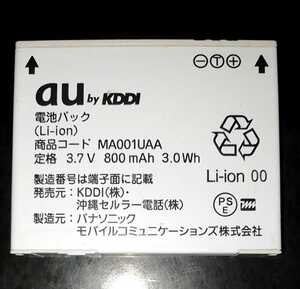 au by KDDI
電池パック
(Li-ion)
商品コード MA001UAA
定格 3.7V 800mAh 3.0Wh
製造番号は端子面に記載
Li-ion 00
発売元：KDDI(株)・
沖縄セルラー電話(株)
製造元：パナソニック
モバイルコミュニケーションズ株式会社
PS
E